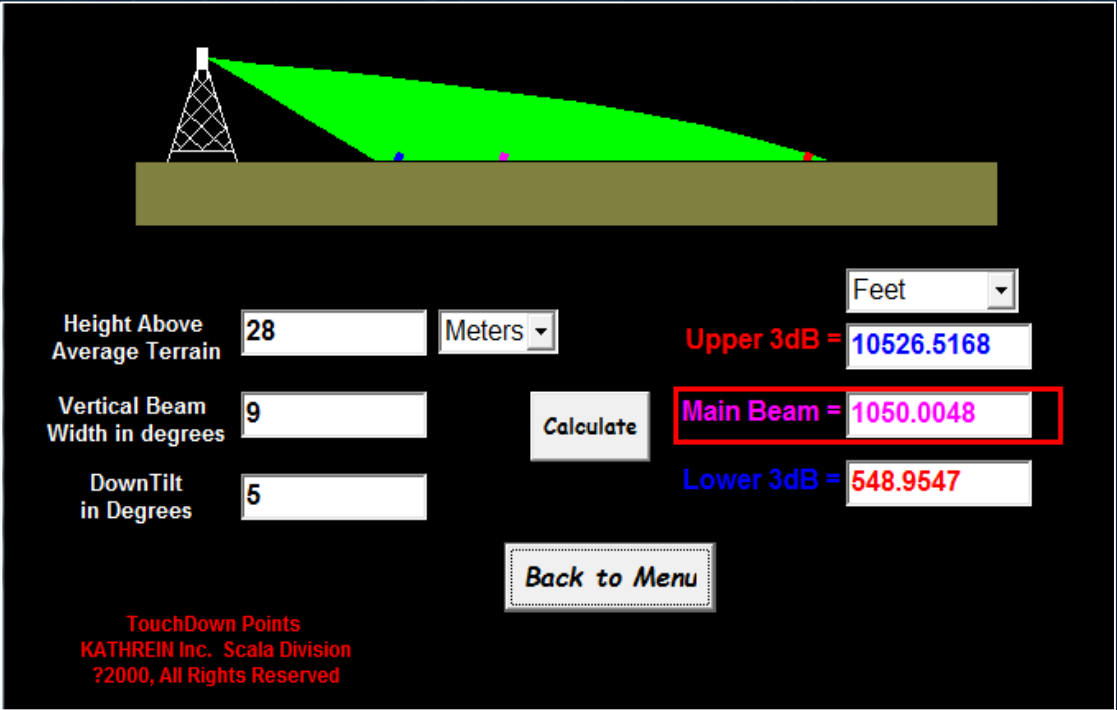 Feet
Height Above
Average Terrain
28
Meters
Upper 3dB =
10526.5168
Vertical Beam
Width in degrees
9
Calculate
Main Beam =
1050.0048
DownTilt
in Degrees
5
Lower 3dB =
548.9547
Back to Menu
TouchDown Points
KATHREIN Inc.  Scala Division
?2000, All Rights Reserved